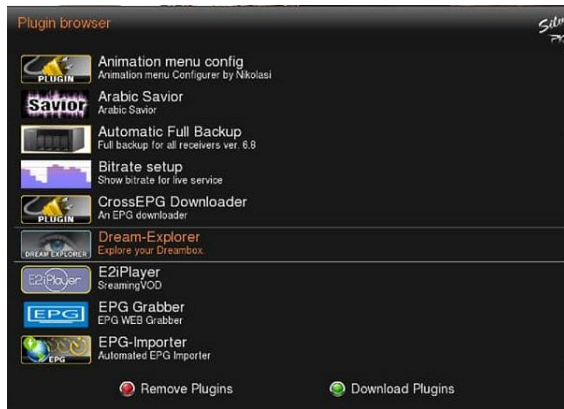 Plugin browser
PLUGIN
Animation menu config
Animation menu Configurer by Nikolasi
Savior
Arabic Savior
Arabic Savior
Automatic Full Backup
Full backup for all receivers ver. 6.8
Bitrate setup
Show bitrate for live service
PLUGIN
CrossEPG Downloader
An EPG downloader
DREAM EXPLORER
Dream-Explorer
Explore your Dreambox.
E2iPlayer
E2iPlayer
SreamingVOD
EPG
EPG Grabber
EPG WEB Grabber
EPG
EPG-Importer
Automated EPG Importer
Remove Plugins
Download Plugins